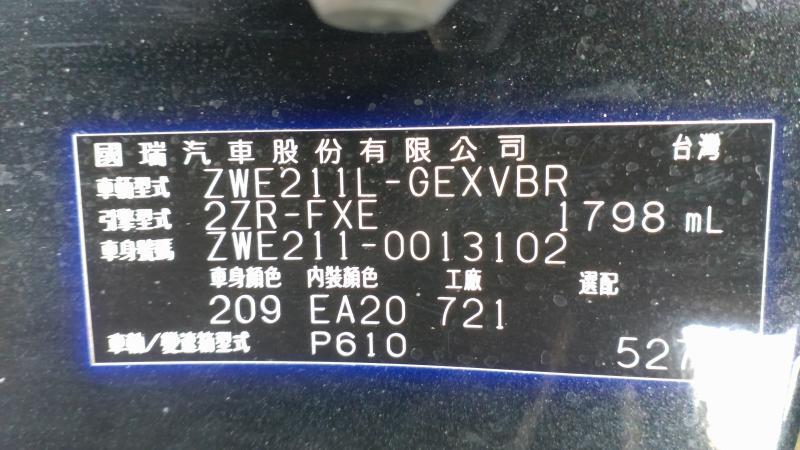 國瑞汽車股份有限公司 台灣
車輛型式 ZWE211L-GEXVBR
引擎型式 2ZR-FXE 1798 mL
車身號碼 ZWE211-0013102
車身顏色 內裝顏色 工廠 選配
209 EA20 721
車軸/變速箱型式 P610 527